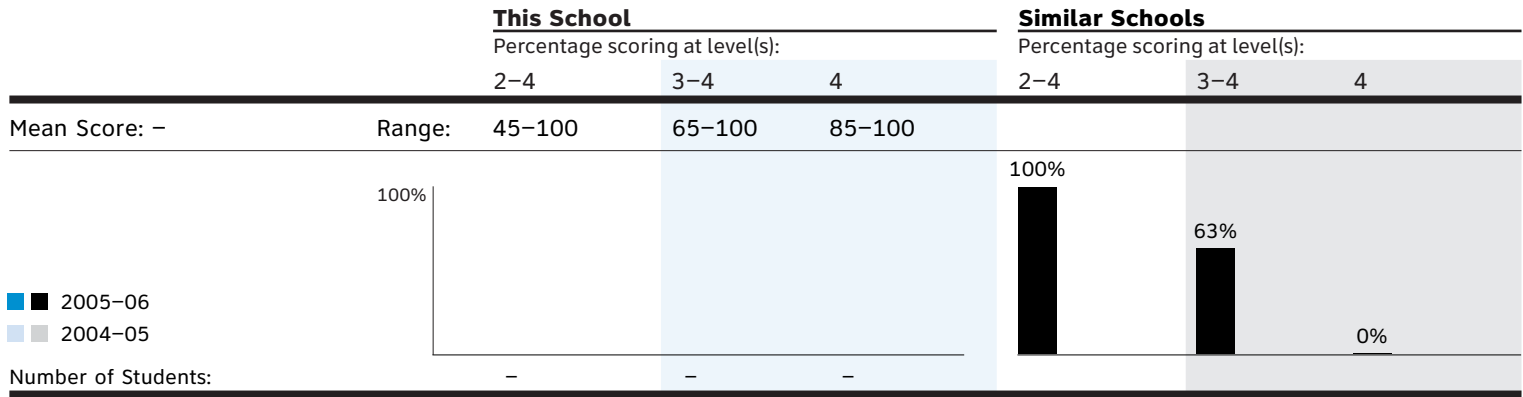 This School Similar Schools
Percentage scoring at level(s): Percentage scoring at level(s):
2–4 3–4 4 2–4 3–4 4
Mean Score: – Range: 45–100 65–100 85–100
100%
100%
63%
2005–06
2004–05
0%
Number of Students: – – –